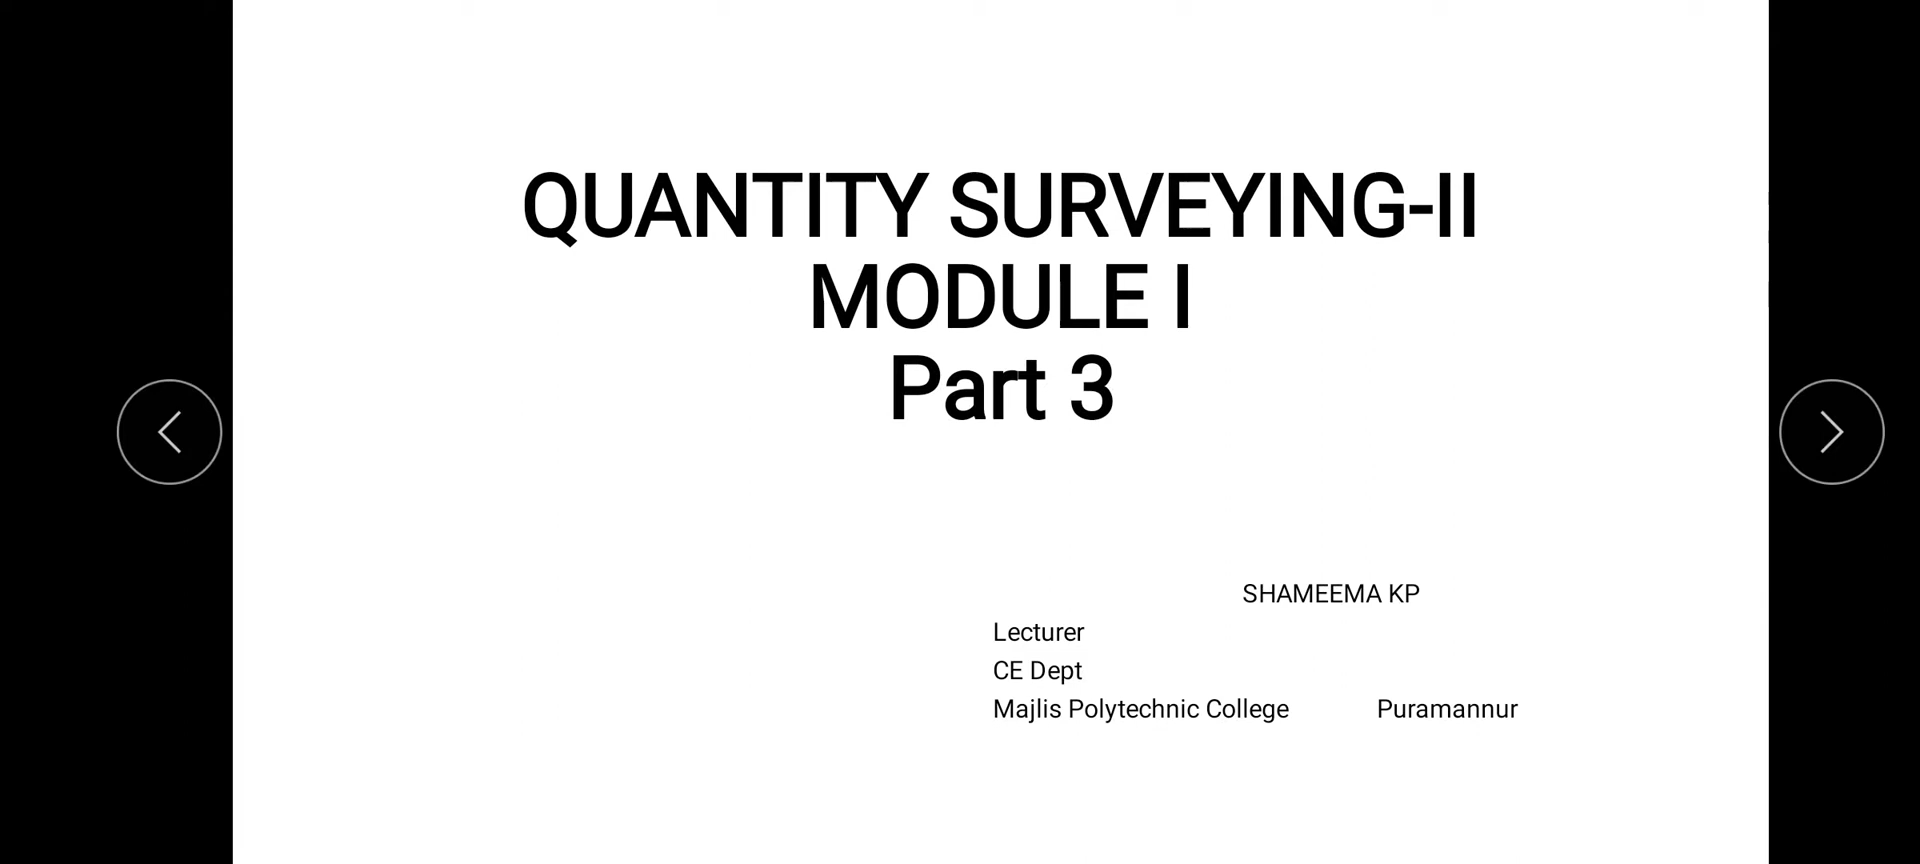 QUANTITY SURVEYING-II
MODULE I
Part 3
SHAMEEMA KP
Lecturer
CE Dept
Majlis Polytechnic College Puramannur